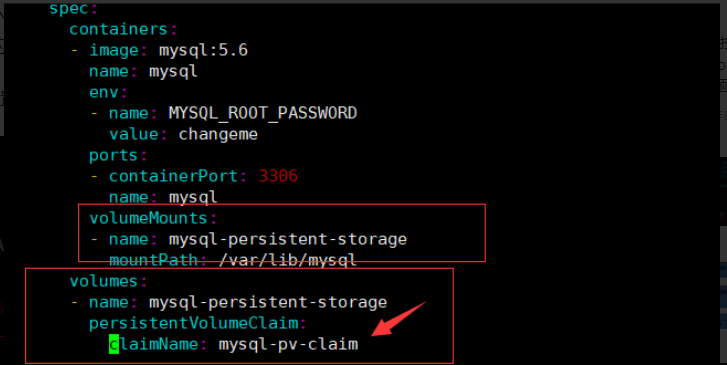 spec:
  containers:
  - image: mysql:5.6
    name: mysql
    env:
    - name: MYSQL_ROOT_PASSWORD
      value: changeme
    ports:
    - containerPort: 3306
      name: mysql
    volumeMounts:
    - name: mysql-persistent-storage
      mountPath: /var/lib/mysql
  volumes:
  - name: mysql-persistent-storage
    persistentVolumeClaim:
      claimName: mysql-pv-claim